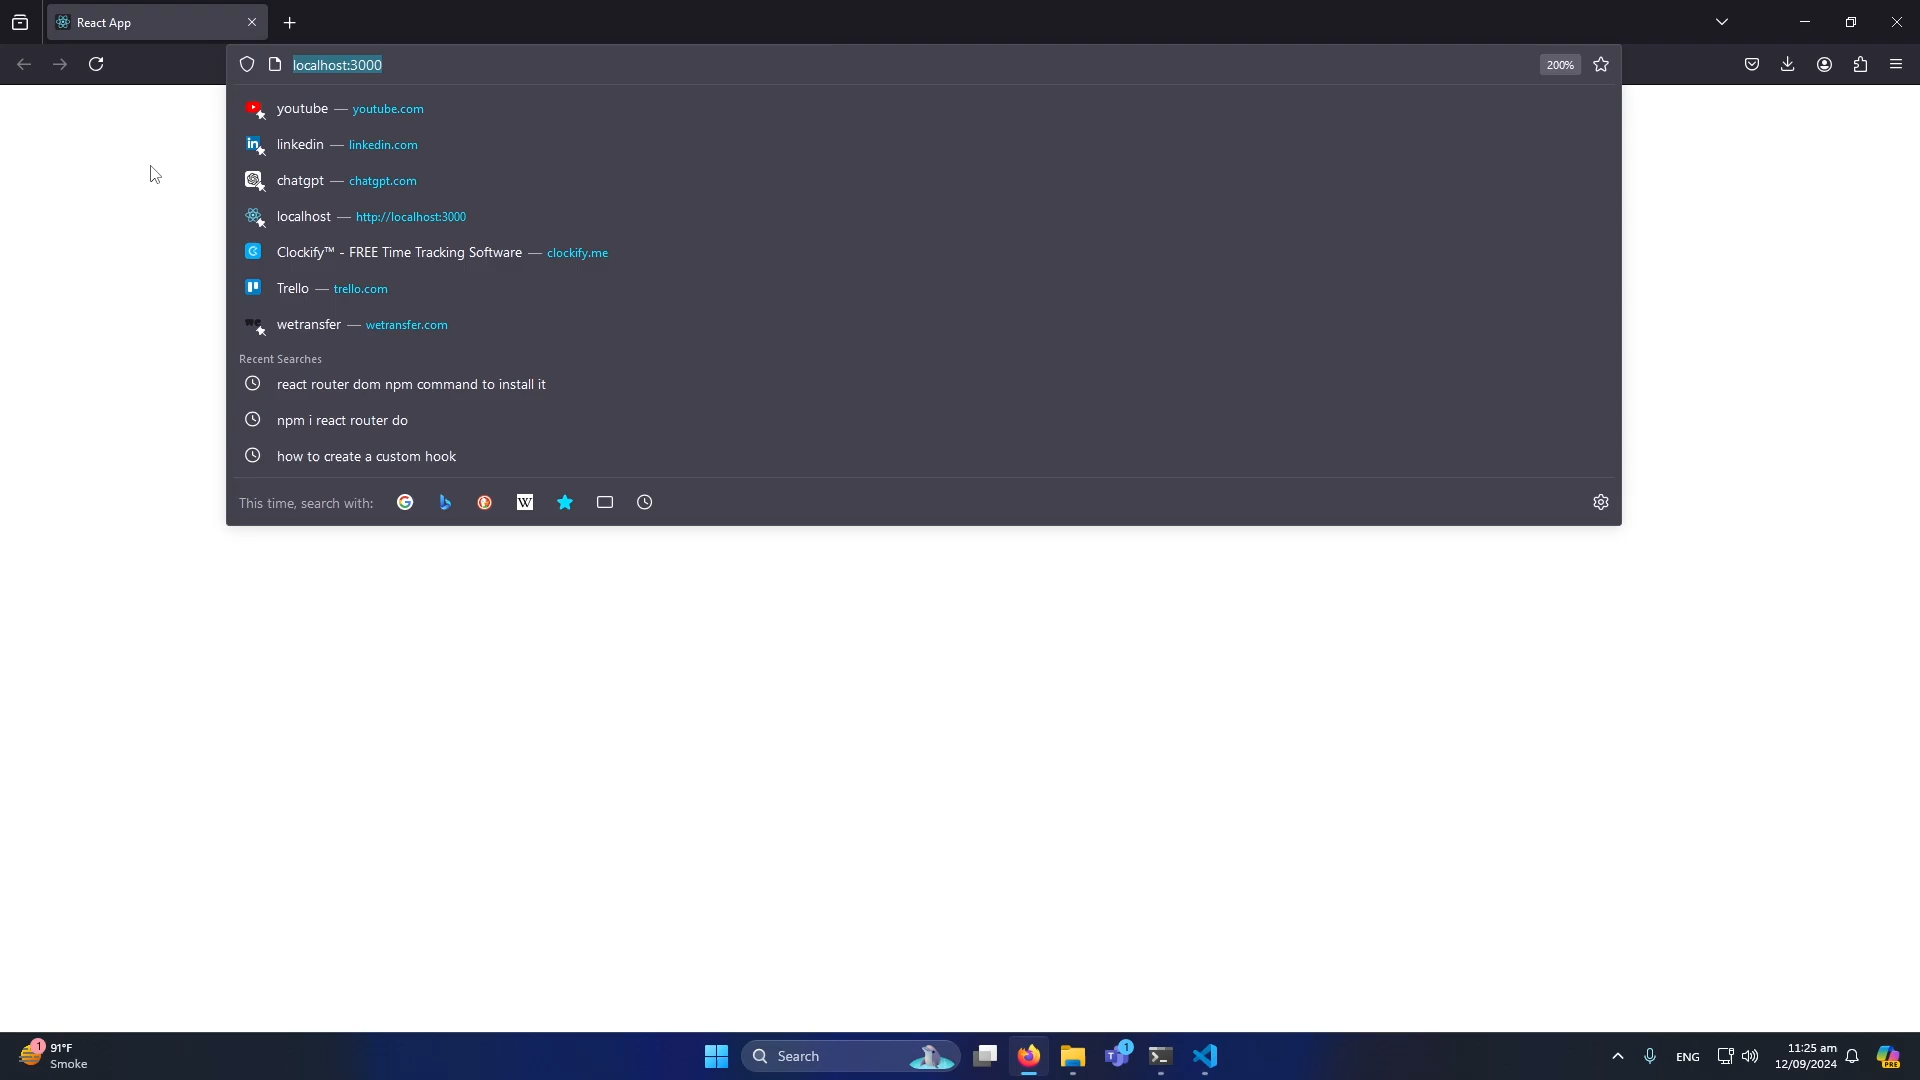 React App
localhost:3000
200%
youtube — youtube.com
linkedin — linkedin.com
chatgpt — chatgpt.com
localhost — http://localhost:3000
Clockify™ - FREE Time Tracking Software — clockify.me
Trello — trello.com
wetransfer — wetransfer.com
Recent Searches
react router dom npm command to install it
npm i react router do
how to create a custom hook
This time, search with:
1
91°F
Smoke
Search
1
ENG
11:25 am
12/09/2024
PRE